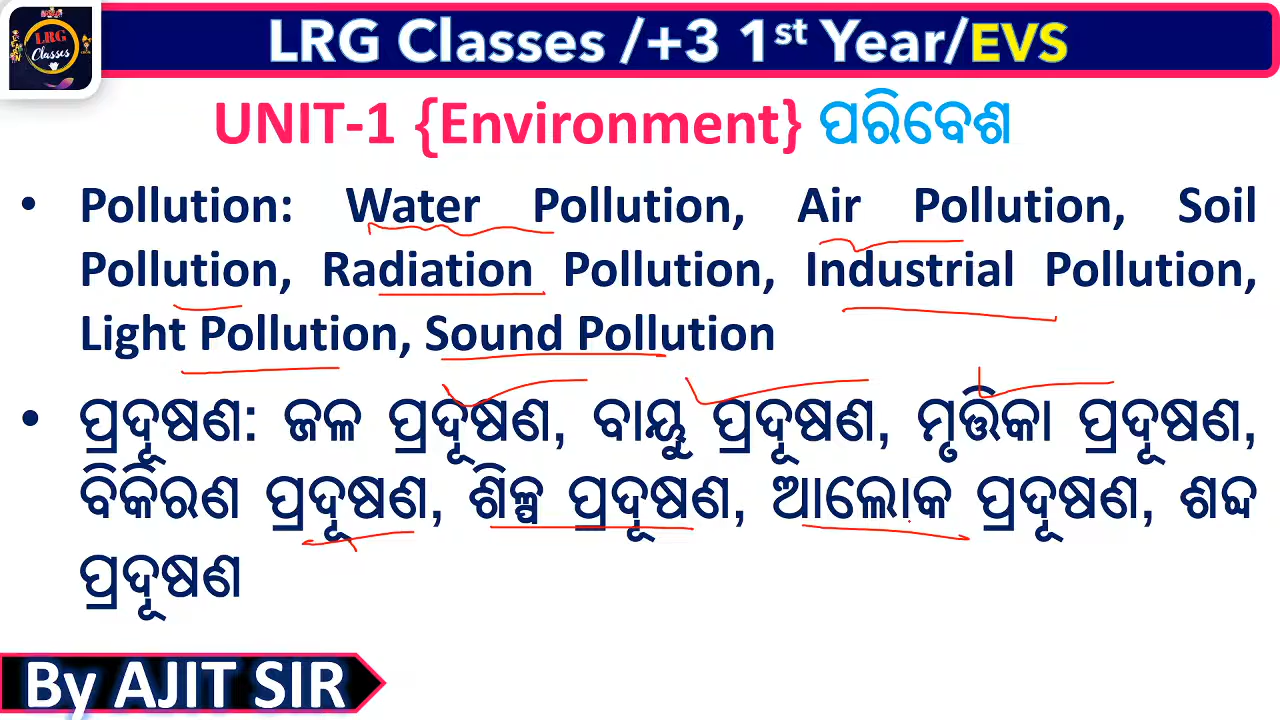 LRG Classes
LRG Classes /+3 1st Year/EVS
UNIT-1 {Environment} ପରିବେଶ
• Pollution: Water Pollution, Air Pollution, Soil
Pollution, Radiation Pollution, Industrial Pollution,
Light Pollution, Sound Pollution
• ପ୍ରଦୂଷଣ: ଜଳ ପ୍ରଦୂଷଣ, ବାୟୁ ପ୍ରଦୂଷଣ, ମୃତ୍ତିକା ପ୍ରଦୂଷଣ,
ବିକିରଣ ପ୍ରଦୂଷଣ, ଶିଳ୍ପ ପ୍ରଦୂଷଣ, ଆଲୋକ ପ୍ରଦୂଷଣ, ଶବ୍ଦ
ପ୍ରଦୂଷଣ
By AJIT SIR